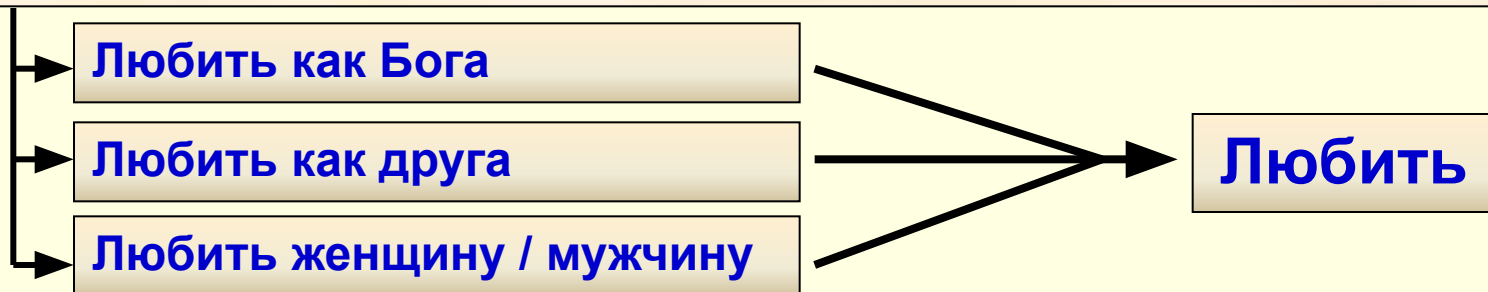 Любить как Бога
Любить как друга
Любить женщину / мужчину
Любить